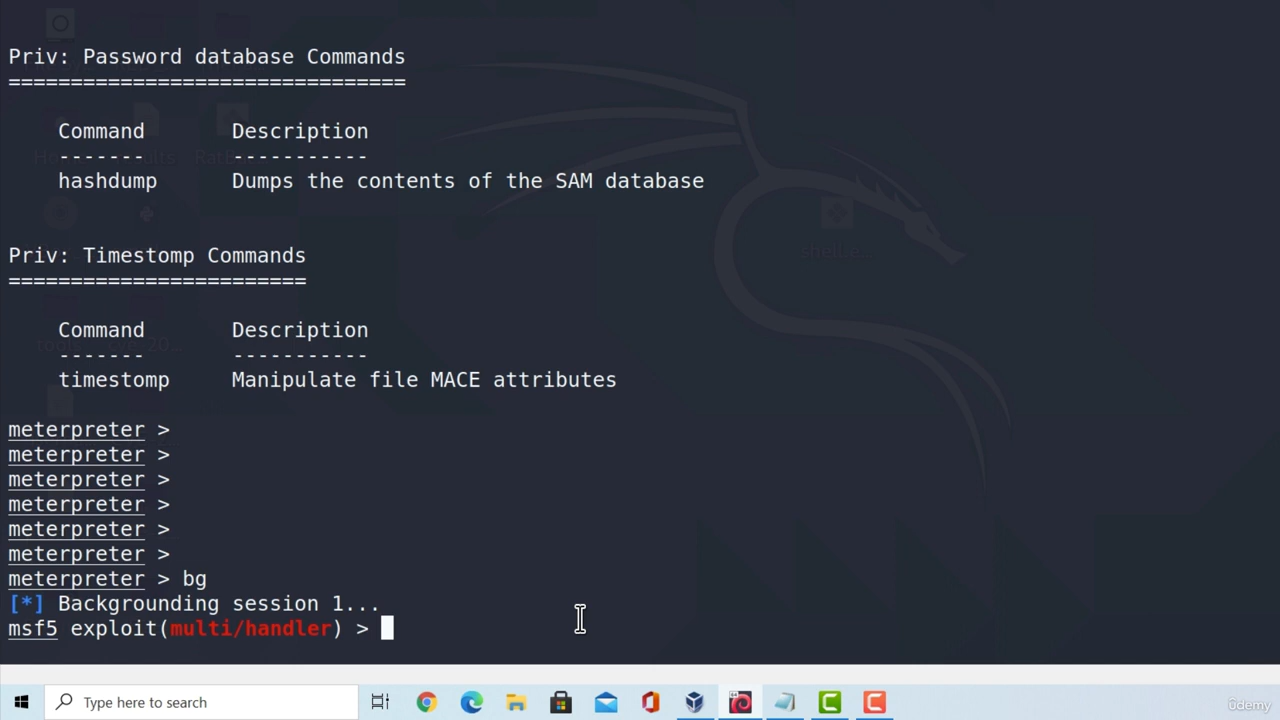 Priv: Password database Commands
================================
Command Description
------- -----------
hashdump Dumps the contents of the SAM database
Priv: Timestomp Commands
========================
Command Description
------- -----------
timestomp Manipulate file MACE attributes
meterpreter >
meterpreter >
meterpreter >
meterpreter >
meterpreter >
meterpreter >
meterpreter > bg
[*] Backgrounding session 1...
msf5 exploit(multi/handler) >
Type here to search
ûdemy